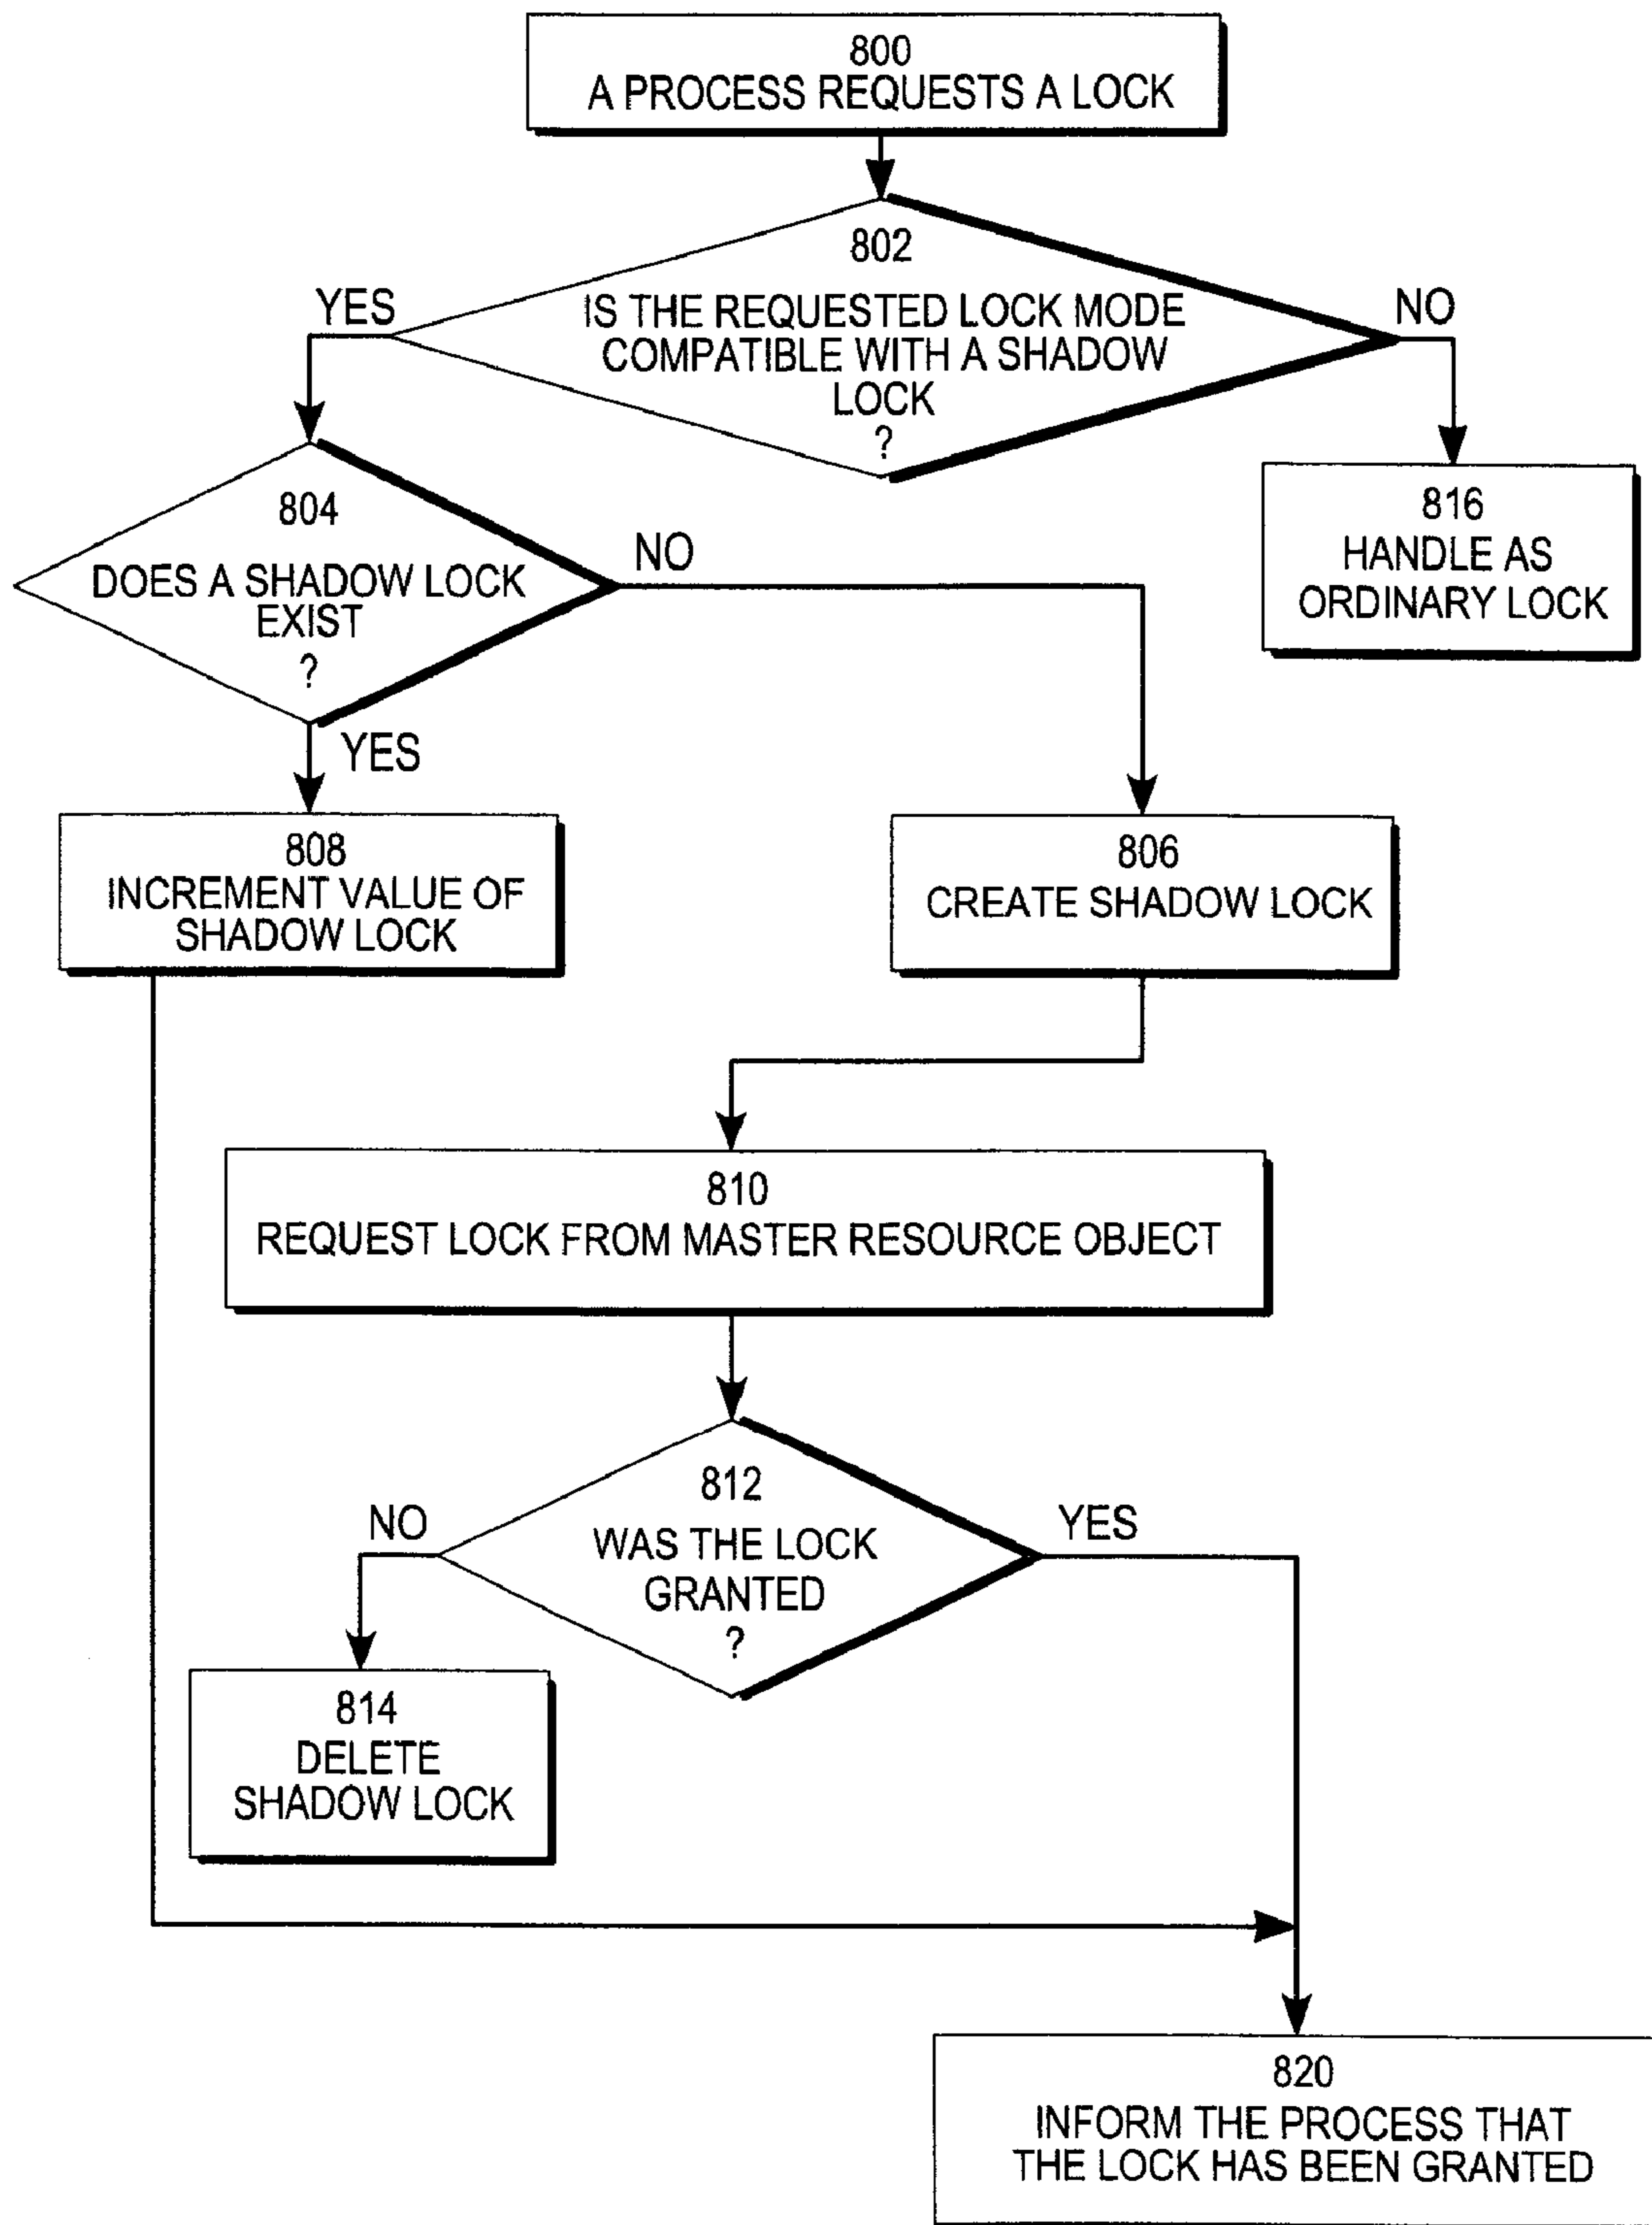 800
A PROCESS REQUESTS A LOCK
802
IS THE REQUESTED LOCK MODE
COMPATIBLE WITH A SHADOW
LOCK
?
YES
NO
804
DOES A SHADOW LOCK
EXIST
?
NO
YES
816
HANDLE AS
ORDINARY LOCK
808
INCREMENT VALUE OF
SHADOW LOCK
806
CREATE SHADOW LOCK
810
REQUEST LOCK FROM MASTER RESOURCE OBJECT
812
WAS THE LOCK
GRANTED
?
NO
YES
814
DELETE
SHADOW LOCK
820
INFORM THE PROCESS THAT
THE LOCK HAS BEEN GRANTED